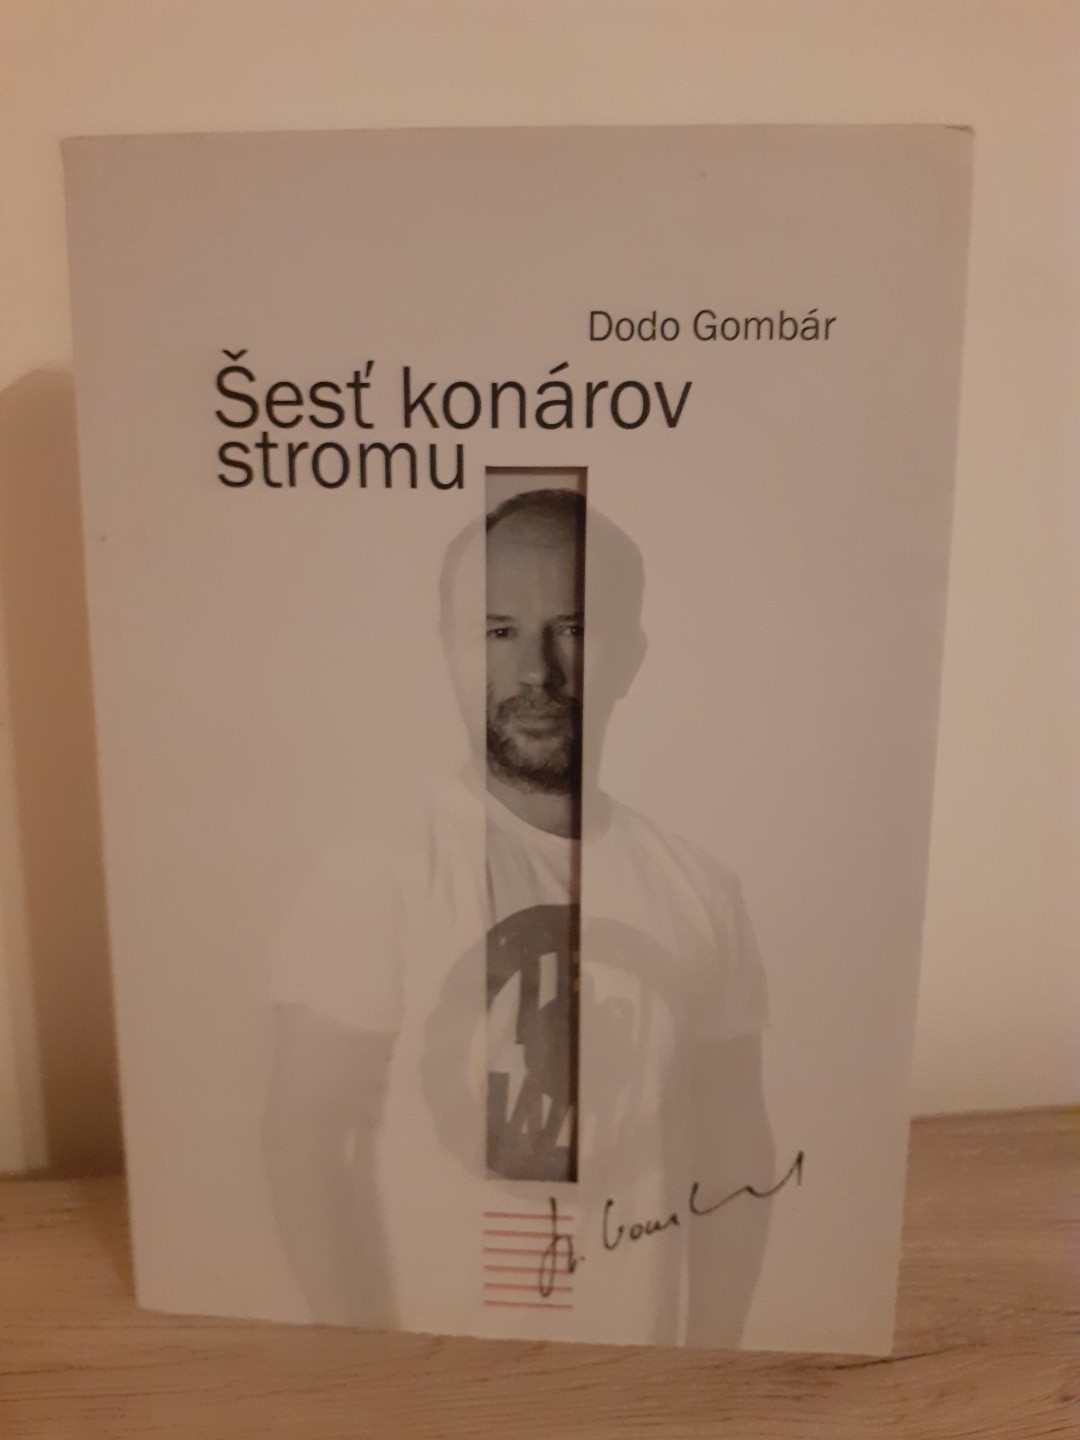 Dodo Gombár
Šesť konárov
stromu